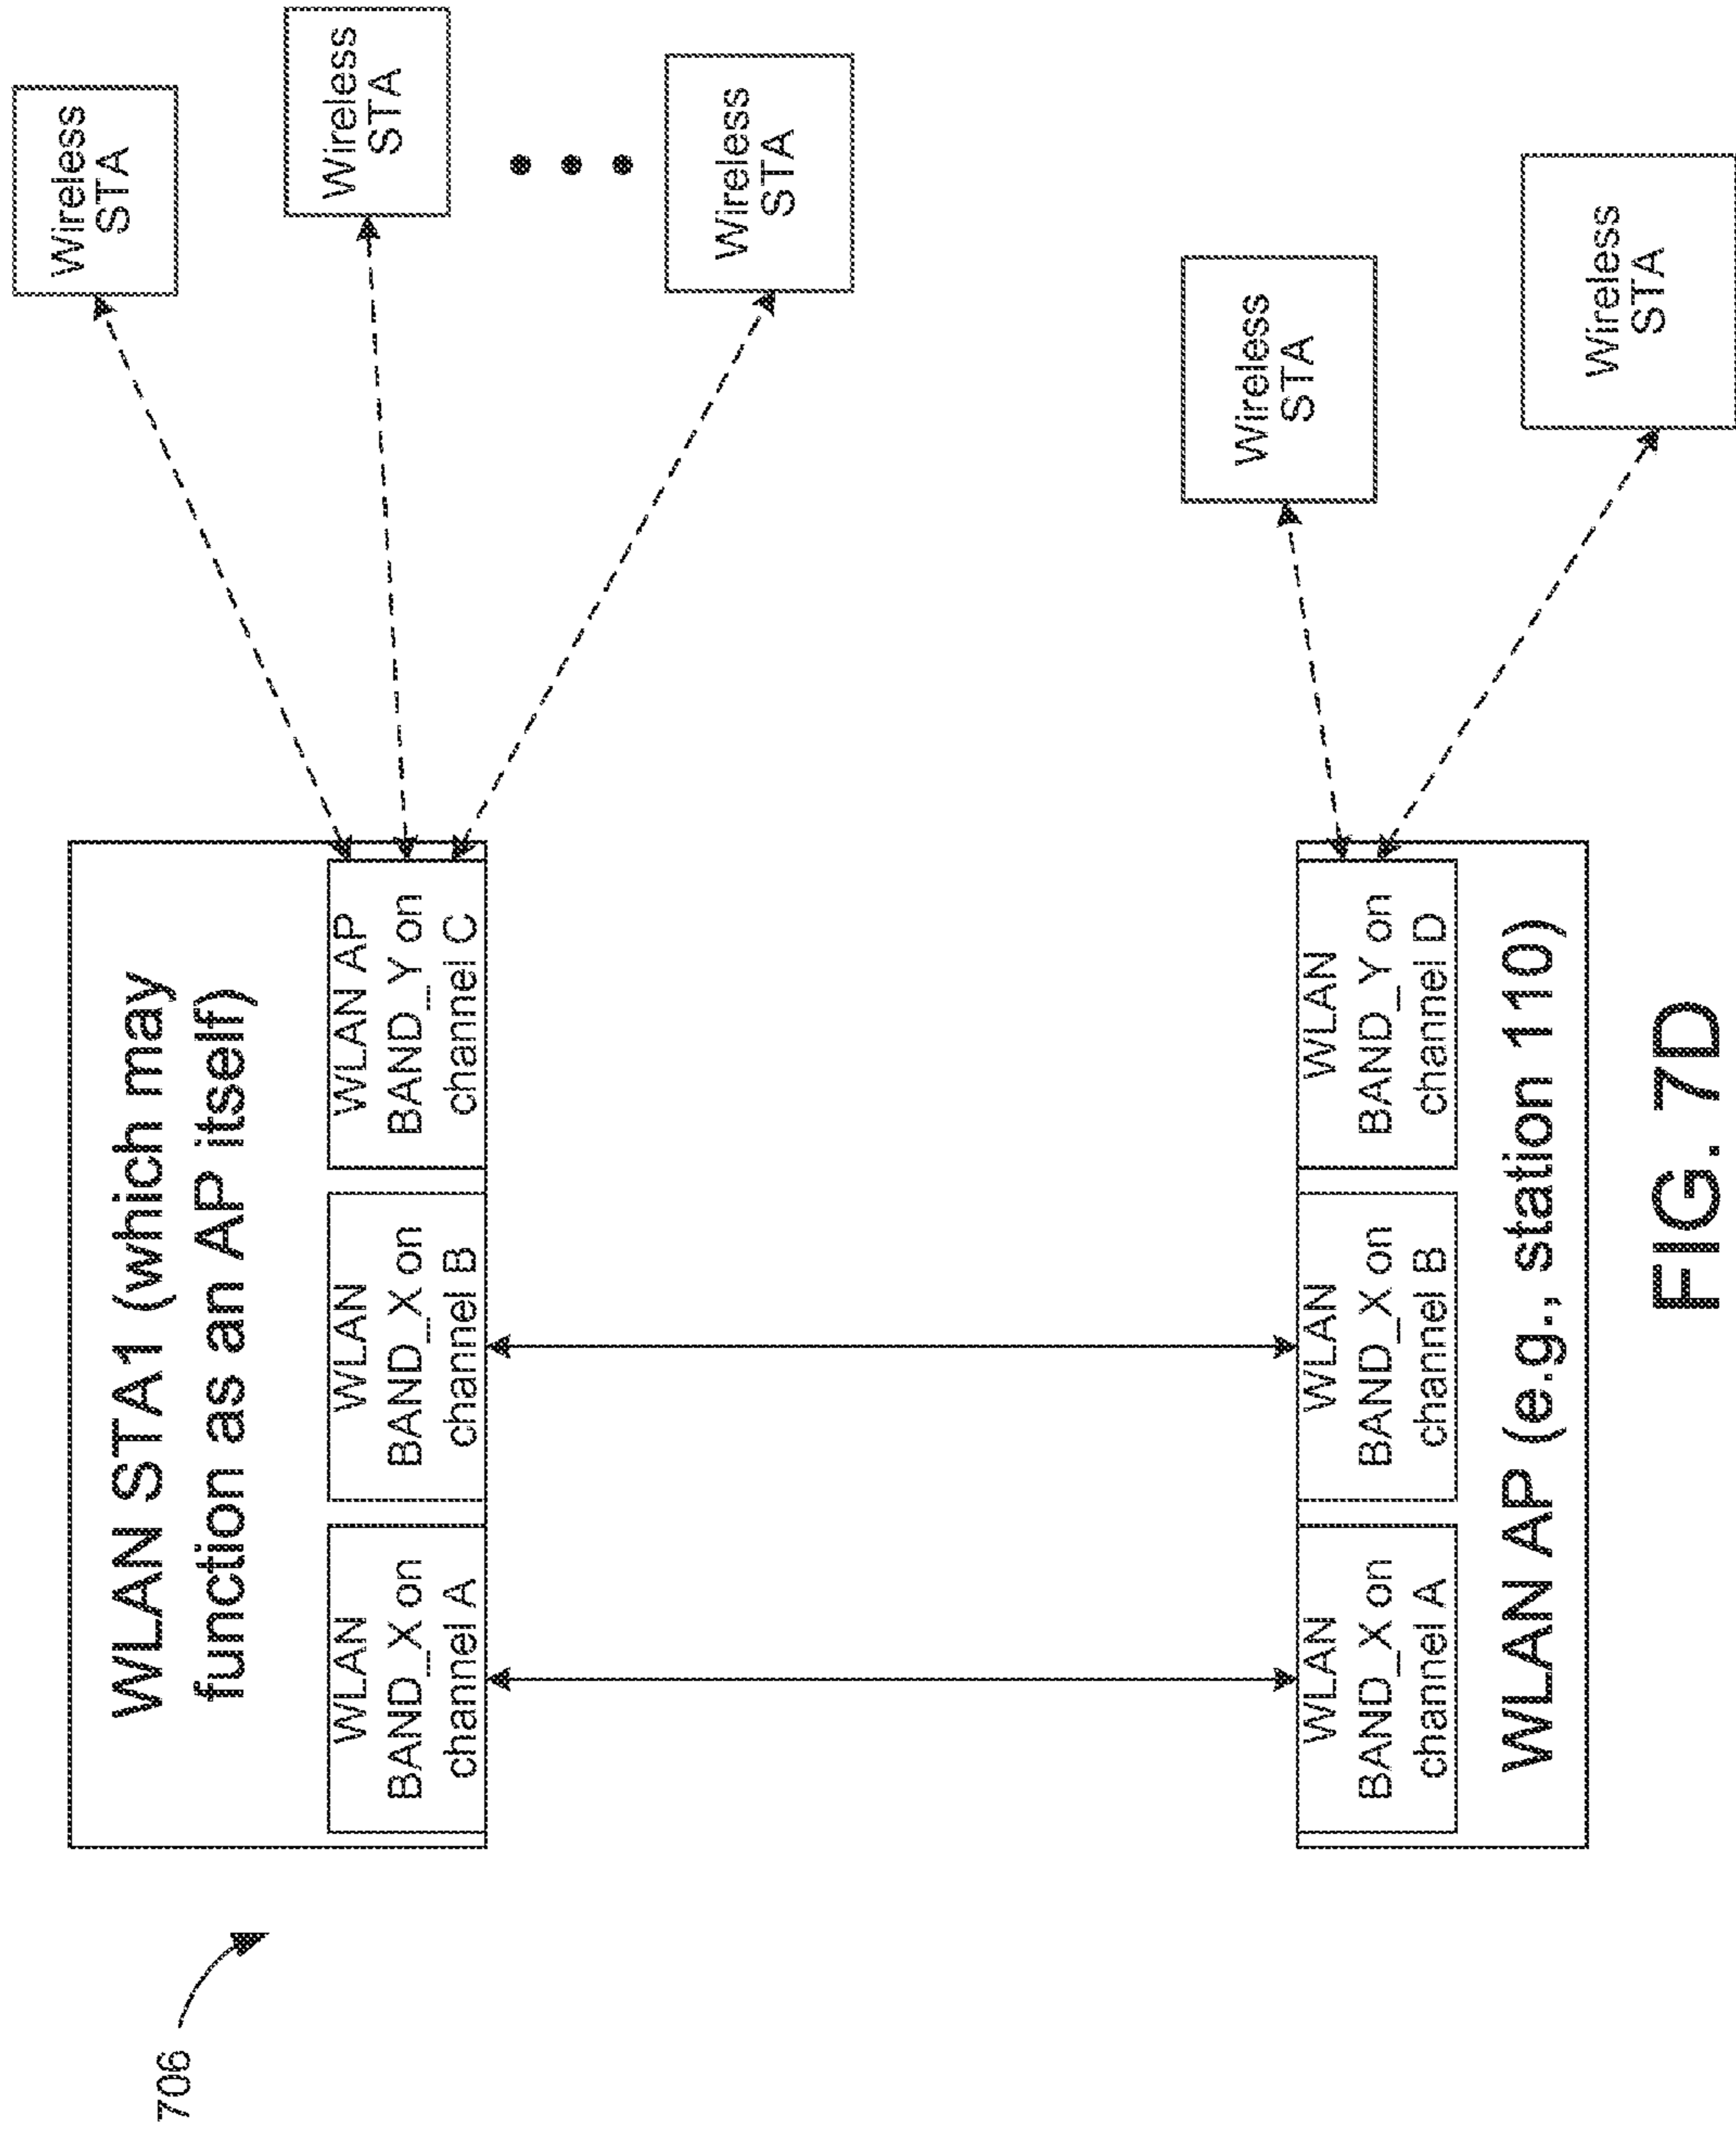 706
WLAN STA1 (which may
function as an AP itself)
WLAN
BAND_X on
channel A
WLAN
BAND_X on
channel B
WLAN AP
BAND_Y on
channel C
Wireless
STA
Wireless
STA
Wireless
STA
WLAN
BAND_X on
channel A
WLAN
BAND_X on
channel B
WLAN
BAND_Y on
channel D
WLAN AP (e.g., station 110)
Wireless
STA
Wireless
STA
FIG. 7D